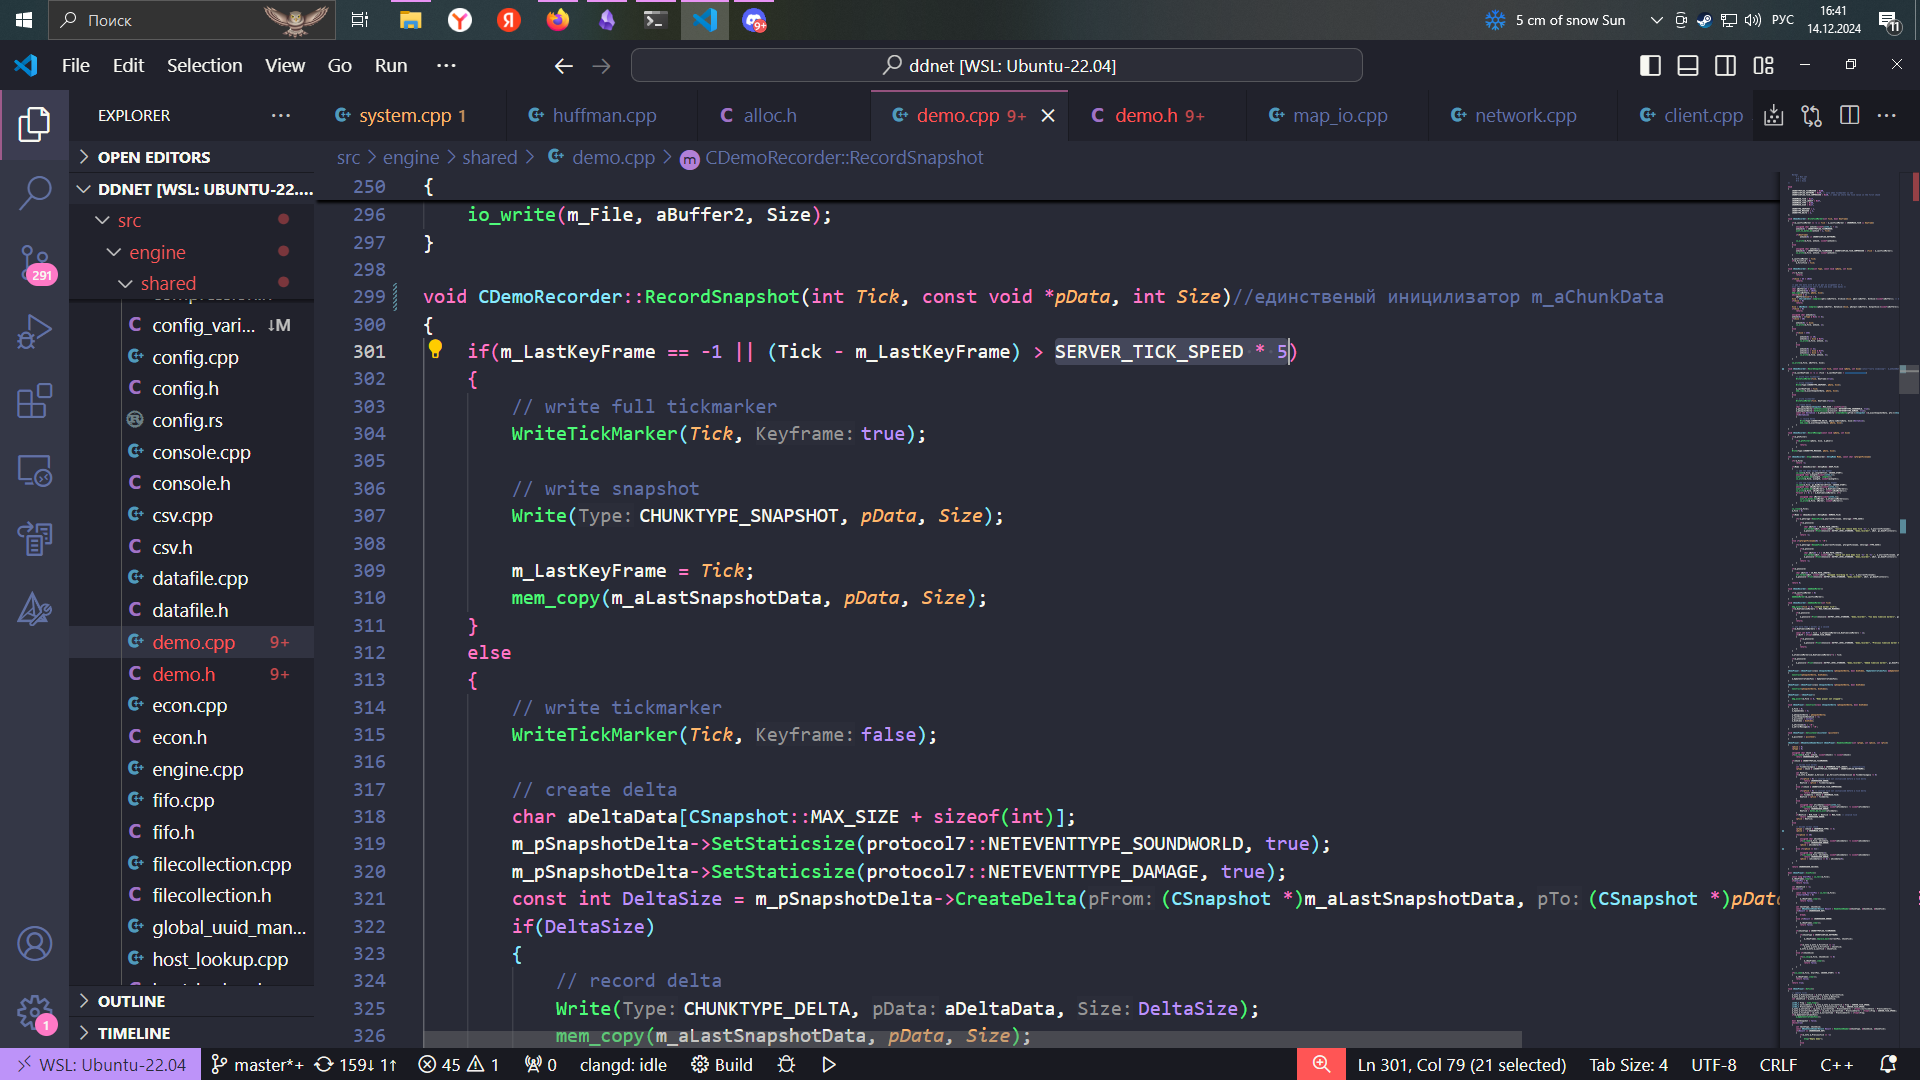 Поиск
5 cm of snow Sun
РУС
16:41
14.12.2024
11
File Edit Selection View Go Run ···
ddnet [WSL: Ubuntu-22.04]
EXPLORER
system.cpp 1
huffman.cpp
alloc.h
demo.cpp 9+
demo.h 9+
map_io.cpp
network.cpp
client.cpp
OPEN EDITORS
DDNET [WSL: UBUNTU-22....
src
engine
shared
config_vari... ↓M
config.cpp
config.h
config.rs
console.cpp
console.h
csv.cpp
csv.h
datafile.cpp
datafile.h
demo.cpp 9+
demo.h 9+
econ.cpp
econ.h
engine.cpp
fifo.cpp
fifo.h
filecollection.cpp
filecollection.h
global_uuid_man...
host_lookup.cpp
OUTLINE
TIMELINE
291
1
src > engine > shared > demo.cpp > CDemoRecorder::RecordSnapshot
250 {
296 io_write(m_File, aBuffer2, Size);
297 }
298
299 void CDemoRecorder::RecordSnapshot(int Tick, const void *pData, int Size)//единственый иницилизатор m_aChunkData
300 {
301 if(m_LastKeyFrame == -1 || (Tick - m_LastKeyFrame) > SERVER_TICK_SPEED * 5)
302 {
303 // write full tickmarker
304 WriteTickMarker(Tick, Keyframe: true);
305
306 // write snapshot
307 Write(Type: CHUNKTYPE_SNAPSHOT, pData, Size);
308
309 m_LastKeyFrame = Tick;
310 mem_copy(m_aLastSnapshotData, pData, Size);
311 }
312 else
313 {
314 // write tickmarker
315 WriteTickMarker(Tick, Keyframe: false);
316
317 // create delta
318 char aDeltaData[CSnapshot::MAX_SIZE + sizeof(int)];
319 m_pSnapshotDelta->SetStaticsize(protocol7::NETEVENTTYPE_SOUNDWORLD, true);
320 m_pSnapshotDelta->SetStaticsize(protocol7::NETEVENTTYPE_DAMAGE, true);
321 const int DeltaSize = m_pSnapshotDelta->CreateDelta(pFrom: (CSnapshot *)m_aLastSnapshotData, pTo: (CSnapshot *)pDat
322 if(DeltaSize)
323 {
324 // record delta
325 Write(Type: CHUNKTYPE_DELTA, pData: aDeltaData, Size: DeltaSize);
326 mem_copy(m_aLastSnapshotData, pData, Size);
WSL: Ubuntu-22.04 master*+ 159↓ 1↑ 45 1 0 clangd: idle Build
Ln 301, Col 79 (21 selected) Tab Size: 4 UTF-8 CRLF C++